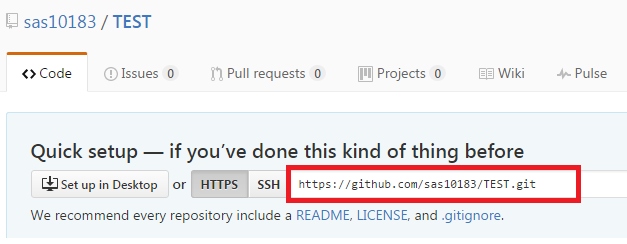 sas10183 / TEST
Code Issues 0 Pull requests 0 Projects 0 Wiki Pulse
Quick setup — if you’ve done this kind of thing before
Set up in Desktop or HTTPS SSH https://github.com/sas10183/TEST.git
We recommend every repository include a README, LICENSE, and .gitignore.